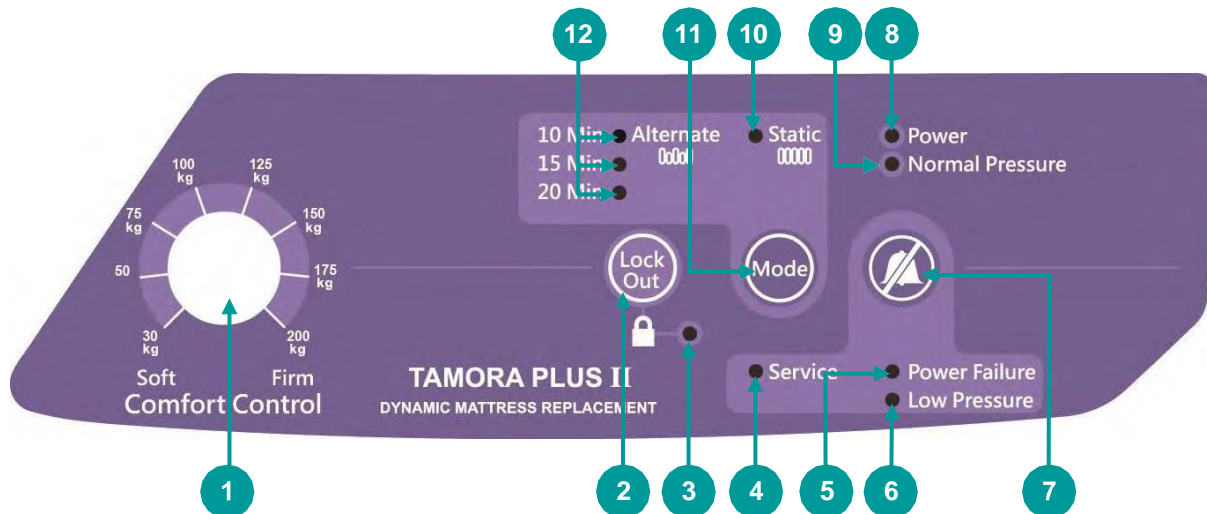 12
11
10
9
8
10 Min
Alternate
Static
Power
15 Min
Normal Pressure
20 Min
100
kg
125
kg
75
kg
150
kg
50
175
kg
30
kg
200
kg
Lock
Out
Mode
Soft
Firm
Comfort Control
TAMORA PLUS II
DYNAMIC MATTRESS REPLACEMENT
Service
Power Failure
Low Pressure
1
2
3
4
5
6
7